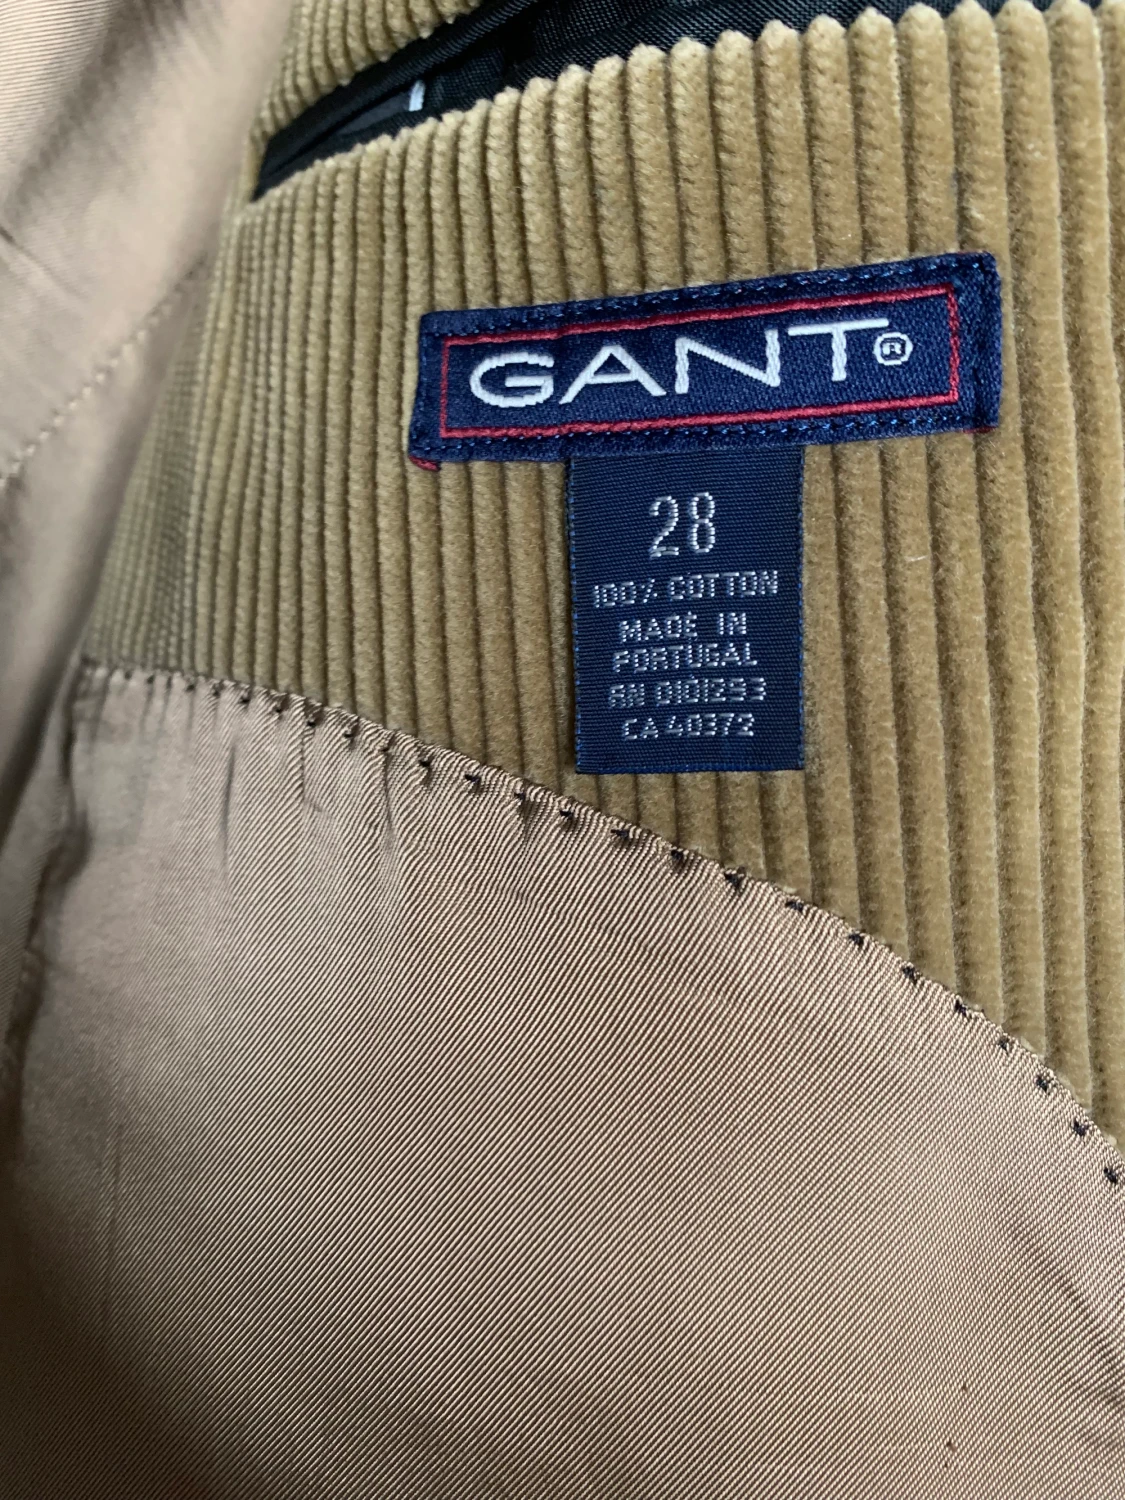 GANT®
28
100% COTTON
MADE IN
PORTUGAL
RN 0101293
CA 40372